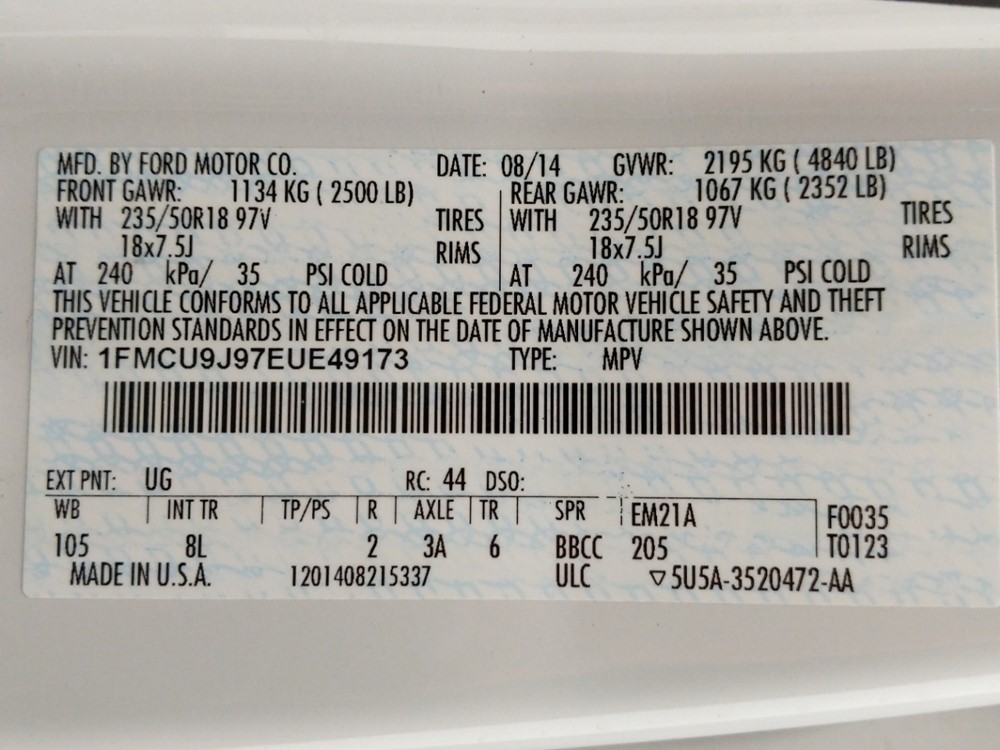 MFD. BY FORD MOTOR CO. DATE: 08/14 GVWR: 2195 KG ( 4840 LB)
FRONT GAWR: 1134 KG ( 2500 LB) REAR GAWR: 1067 KG ( 2352 LB)
WITH 235/50R18 97V TIRES WITH 235/50R18 97V TIRES
18x7.5J RIMS 18x7.5J RIMS
AT 240 kPa/ 35 PSI COLD AT 240 kPa/ 35 PSI COLD
THIS VEHICLE CONFORMS TO ALL APPLICABLE FEDERAL MOTOR VEHICLE SAFETY AND THEFT
PREVENTION STANDARDS IN EFFECT ON THE DATE OF MANUFACTURE SHOWN ABOVE.
VIN: 1FMCU9J97EUE49173 TYPE: MPV
EXT PNT: UG RC: 44 DSO:
WB INT TR TP/PS R AXLE TR SPR EM21A F0035
105 8L 2 3A 6 BBCC 205 T0123
MADE IN U.S.A. 1201408215337 ULC ▽5U5A-3520472-AA